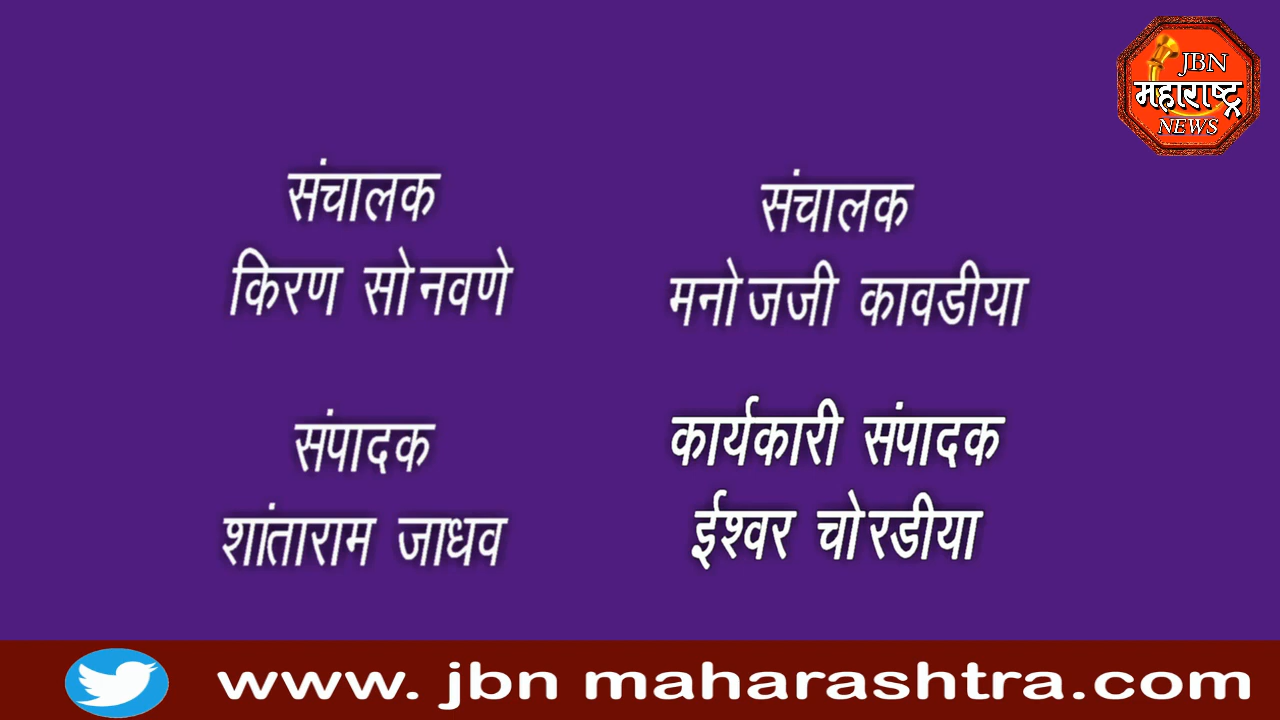 JBN
महाराष्ट्र
NEWS
संचालक
किरण सोनवणे
संचालक
मनोजजी कावडीया
संपादक
शांताराम जाधव
कार्यकारी संपादक
ईश्वर चोरडीया
www. jbn maharashtra.com